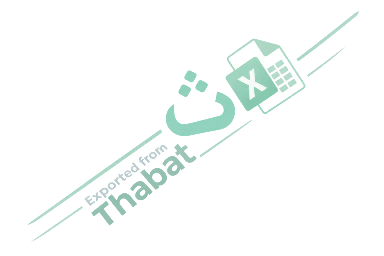 ث
X
Exported from
Thabat